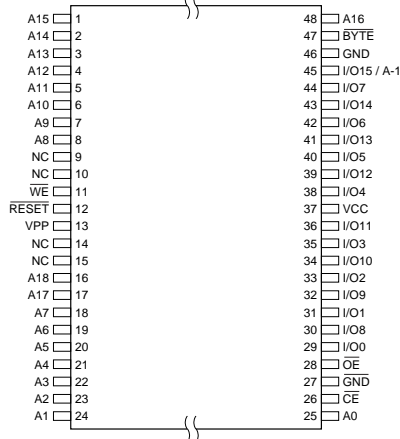 A15 1 48 A16
A14 2 47 BYTE
A13 3 46 GND
A12 4 45 I/O15 / A-1
A11 5 44 I/O7
A10 6 43 I/O14
A9 7 42 I/O6
A8 8 41 I/O13
NC 9 40 I/O5
NC 10 39 I/O12
WE 11 38 I/O4
RESET 12 37 VCC
VPP 13 36 I/O11
NC 14 35 I/O3
NC 15 34 I/O10
A18 16 33 I/O2
A17 17 32 I/O9
A7 18 31 I/O1
A6 19 30 I/O8
A5 20 29 I/O0
A4 21 28 OE
A3 22 27 GND
A2 23 26 CE
A1 24 25 A0